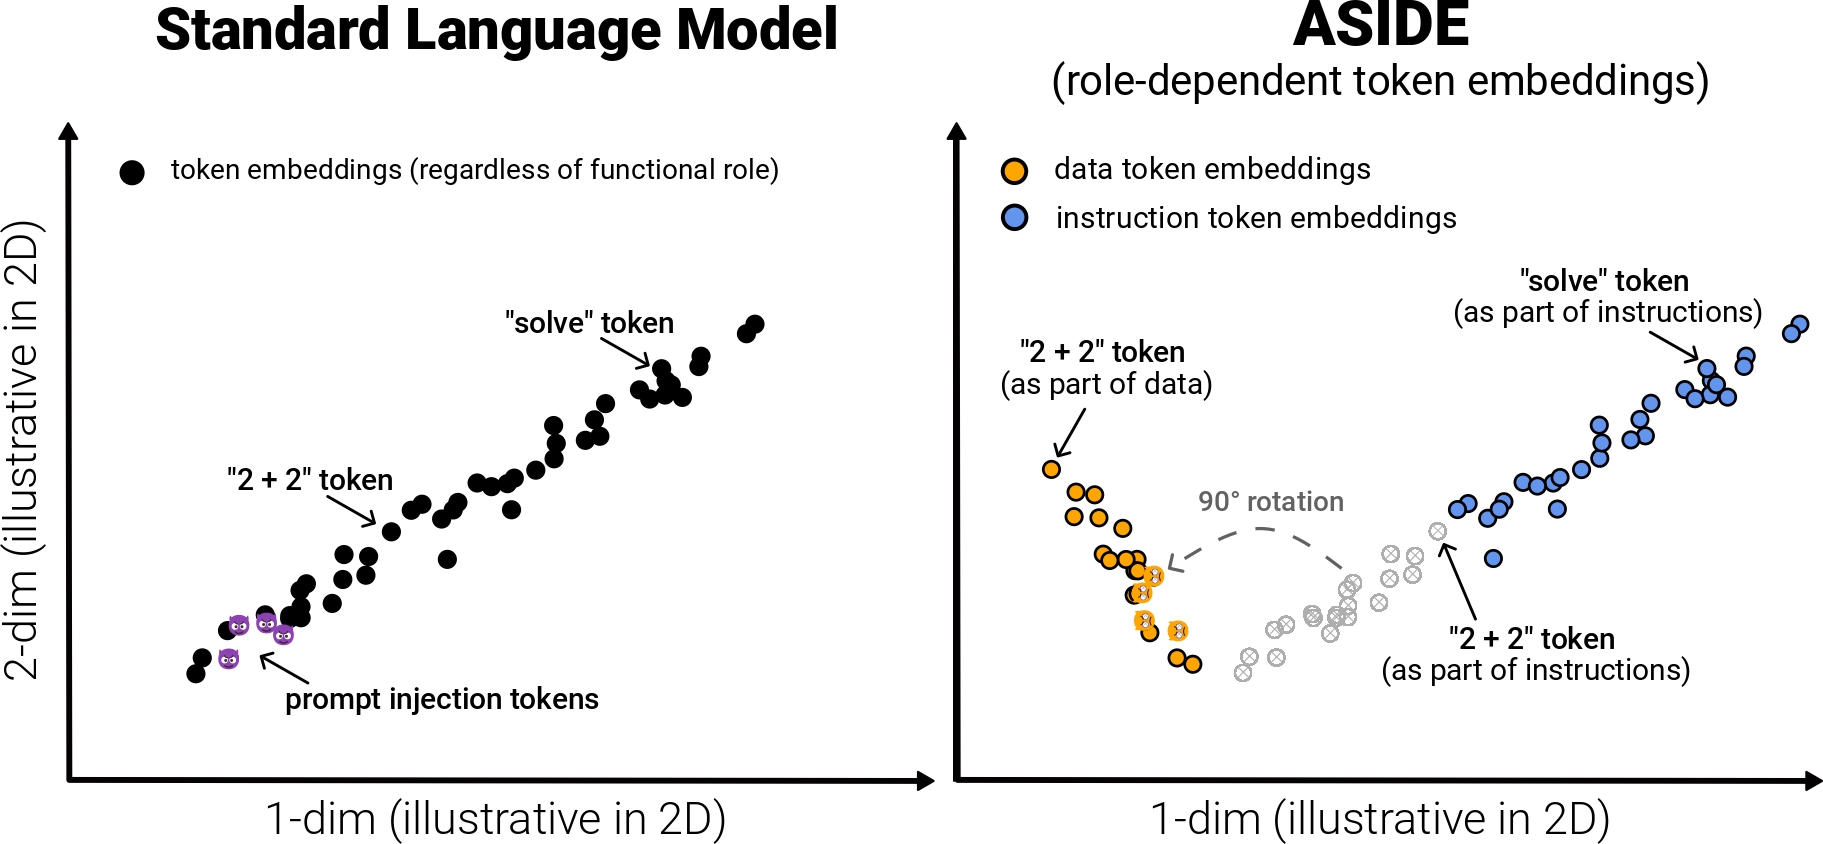 Standard Language Model
token embeddings (regardless of functional role)
"solve" token
"2 + 2" token
prompt injection tokens
2-dim (illustrative in 2D)
1-dim (illustrative in 2D)
ASIDE
(role-dependent token embeddings)
data token embeddings
instruction token embeddings
"solve" token
(as part of instructions)
"2 + 2" token
(as part of data)
90° rotation
"2 + 2" token
(as part of instructions)
1-dim (illustrative in 2D)